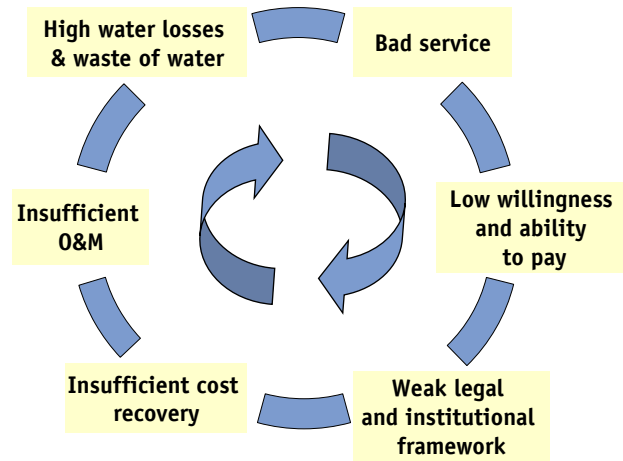 High water losses
& waste of water
Bad service
Low willingness
and ability
to pay
Weak legal
and institutional
framework
Insufficient cost
recovery
Insufficient
O&M